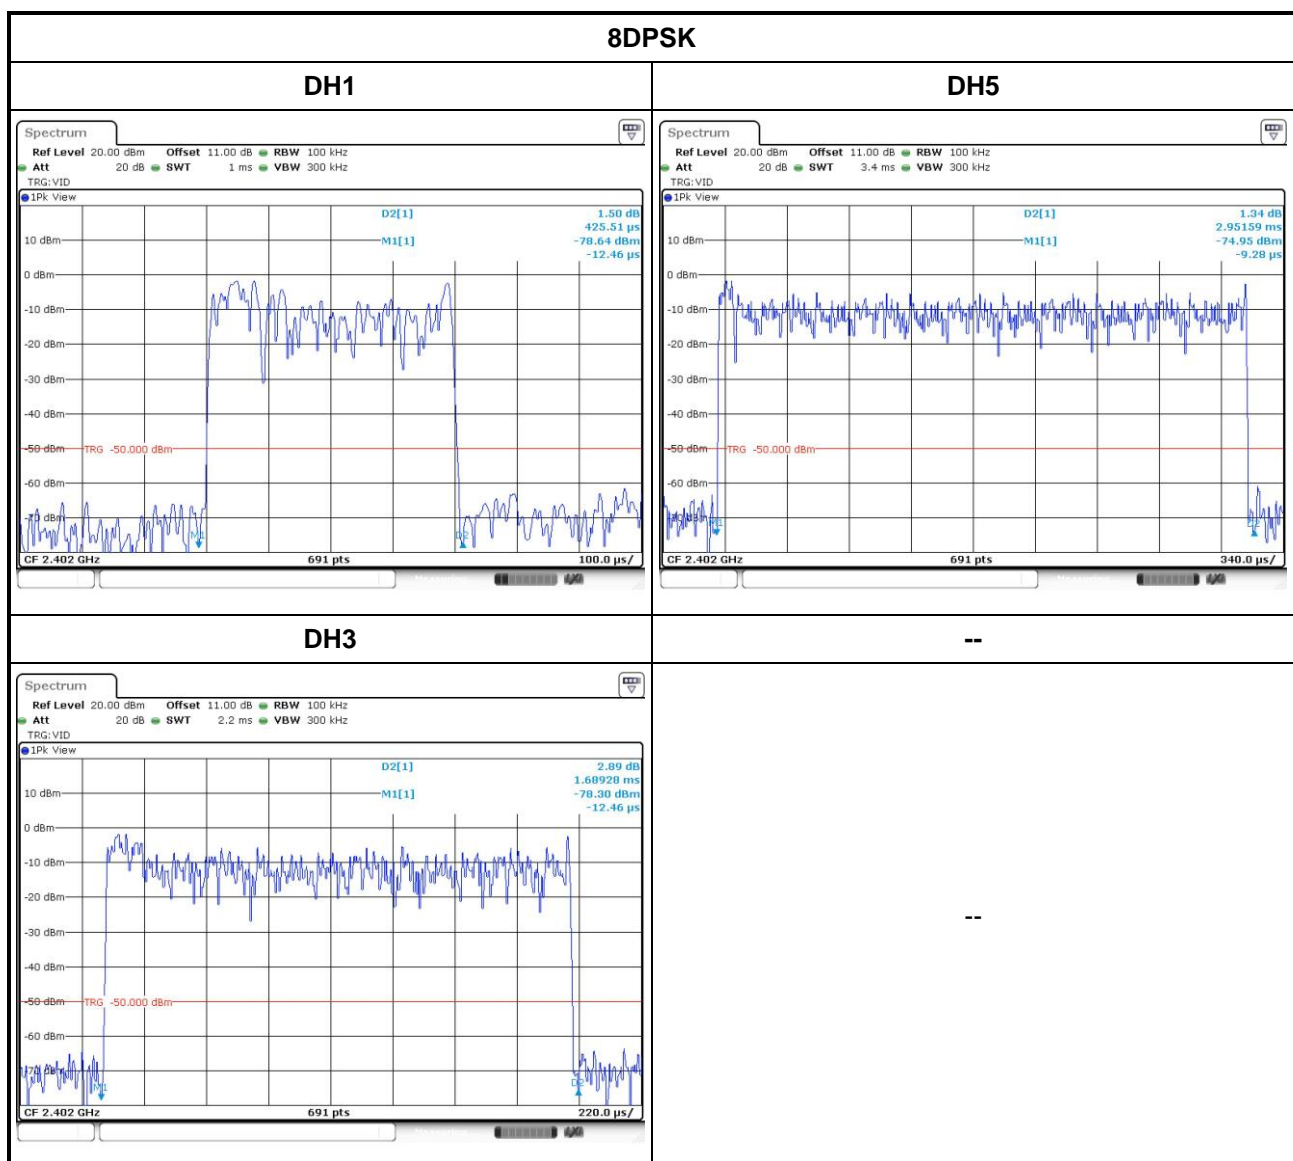 8DPSK
DH1
DH5
Spectrum
Ref Level 20.00 dBm Offset 11.00 dB RBW 100 kHz
Att 20 dB SWT 1 ms VBW 300 kHz
TRG:VID
1Pk View
D2[1] 1.50 dB
425.51 µs
10 dBm M1[1] -78.64 dBm
-12.46 µs
0 dBm
-10 dBm
-20 dBm
-30 dBm
-40 dBm
-50 dBm TRG -50.000 dBm
-60 dBm
-70 dBm
M1 D2
CF 2.402 GHz 691 pts 100.0 µs/
Spectrum
Ref Level 20.00 dBm Offset 11.00 dB RBW 100 kHz
Att 20 dB SWT 3.4 ms VBW 300 kHz
TRG:VID
1Pk View
D2[1] 1.34 dB
2.95159 ms
10 dBm M1[1] -74.95 dBm
-9.28 µs
0 dBm
-10 dBm
-20 dBm
-30 dBm
-40 dBm
-50 dBm TRG -50.000 dBm
-60 dBm
-70 dBm
M1 D2
CF 2.402 GHz 691 pts 340.0 µs/
DH3
--
Spectrum
Ref Level 20.00 dBm Offset 11.00 dB RBW 100 kHz
Att 20 dB SWT 2.2 ms VBW 300 kHz
TRG:VID
1Pk View
D2[1] 2.89 dB
1.68928 ms
10 dBm M1[1] -78.30 dBm
-12.46 µs
0 dBm
-10 dBm
-20 dBm
-30 dBm
-40 dBm
-50 dBm TRG -50.000 dBm
-60 dBm
-70 dBm
M1 D2
CF 2.402 GHz 691 pts 220.0 µs/
--